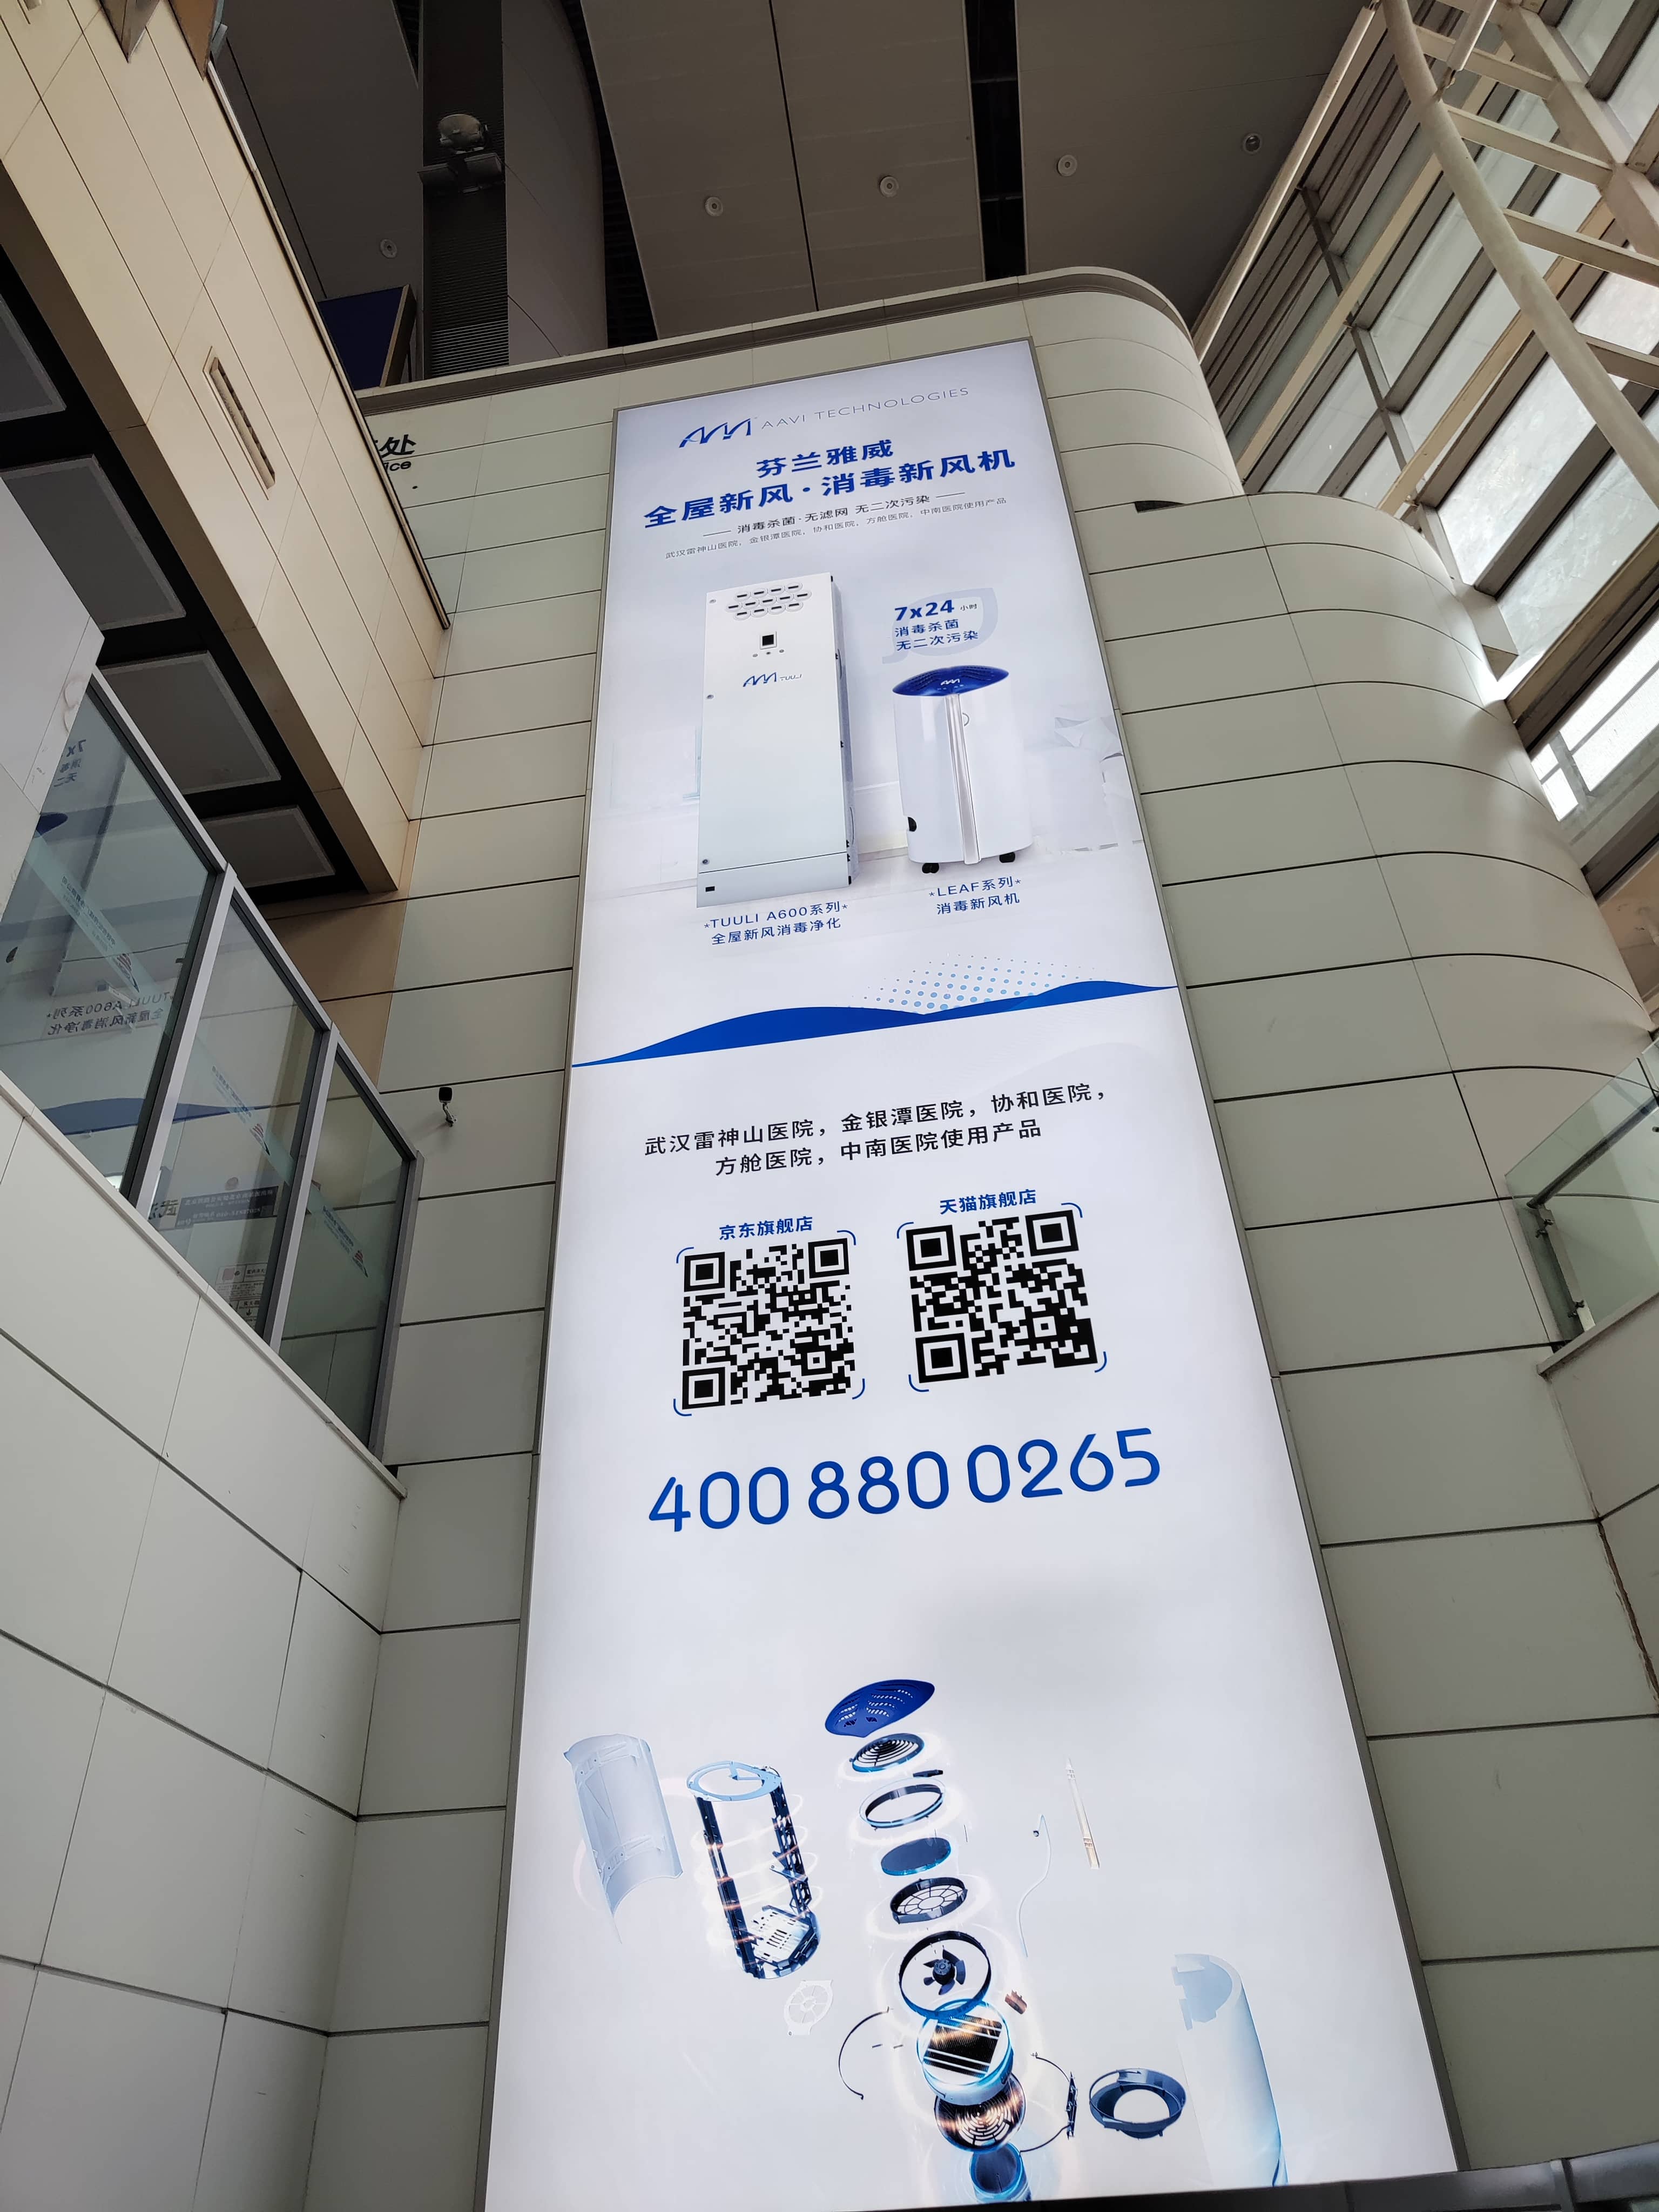 AAVI TECHNOLOGIES
芬兰雅威
全屋新风·消毒新风机
消毒杀菌·无滤网 无二次污染
武汉雷神山医院，金银潭医院，协和医院，方舱医院，中南医院使用产品
7x24 小时
消毒杀菌
无二次污染
TUULI
*TUULI A600系列*
全屋新风消毒净化
*LEAF系列*
消毒新风机
武汉雷神山医院，金银潭医院，协和医院，
方舱医院，中南医院使用产品
京东旗舰店
天猫旗舰店
400 880 0265
处
ice